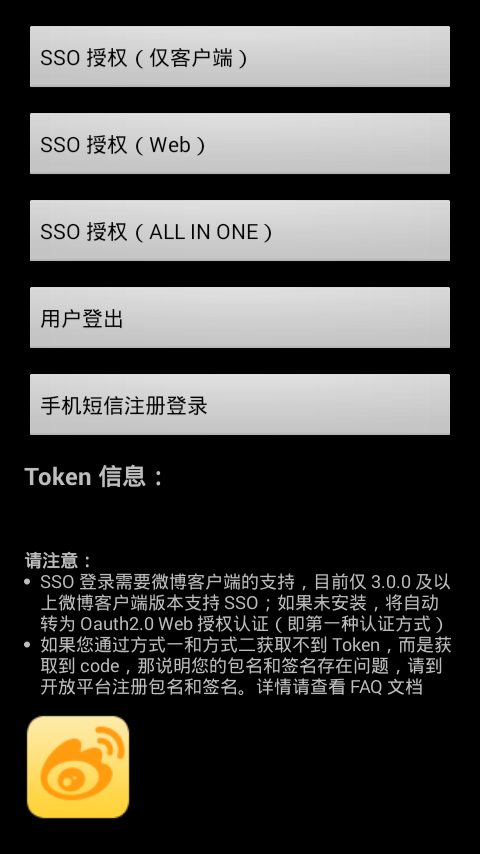 SSO 授权（仅客户端）
SSO 授权（Web）
SSO 授权（ALL IN ONE）
用户登出
手机短信注册登录
Token 信息：
请注意：
• SSO 登录需要微博客户端的支持，目前仅 3.0.0 及以
上微博客户端版本支持 SSO；如果未安装，将自动
转为 Oauth2.0 Web 授权认证（即第一种认证方式）
• 如果您通过方式一和方式二获取不到 Token，而是获
取到 code，那说明您的包名和签名存在问题，请到
开放平台注册包名和签名。详情请查看 FAQ 文档